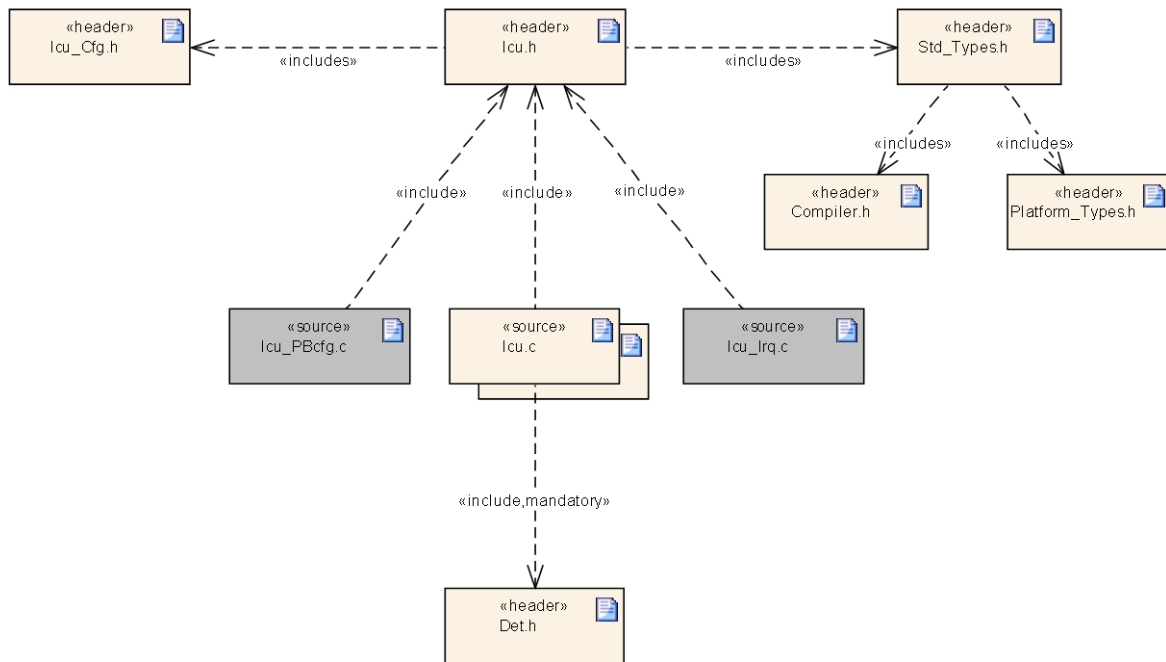 «header»
Icu_Cfg.h
«includes»
«header»
Icu.h
«includes»
«header»
Std_Types.h
«includes»
«includes»
«header»
Compiler.h
«header»
Platform_Types.h
«include»
«include»
«include»
«source»
Icu_PBcfg.c
«source»
Icu.c
«source»
Icu_Irq.c
«include,mandatory»
«header»
Det.h